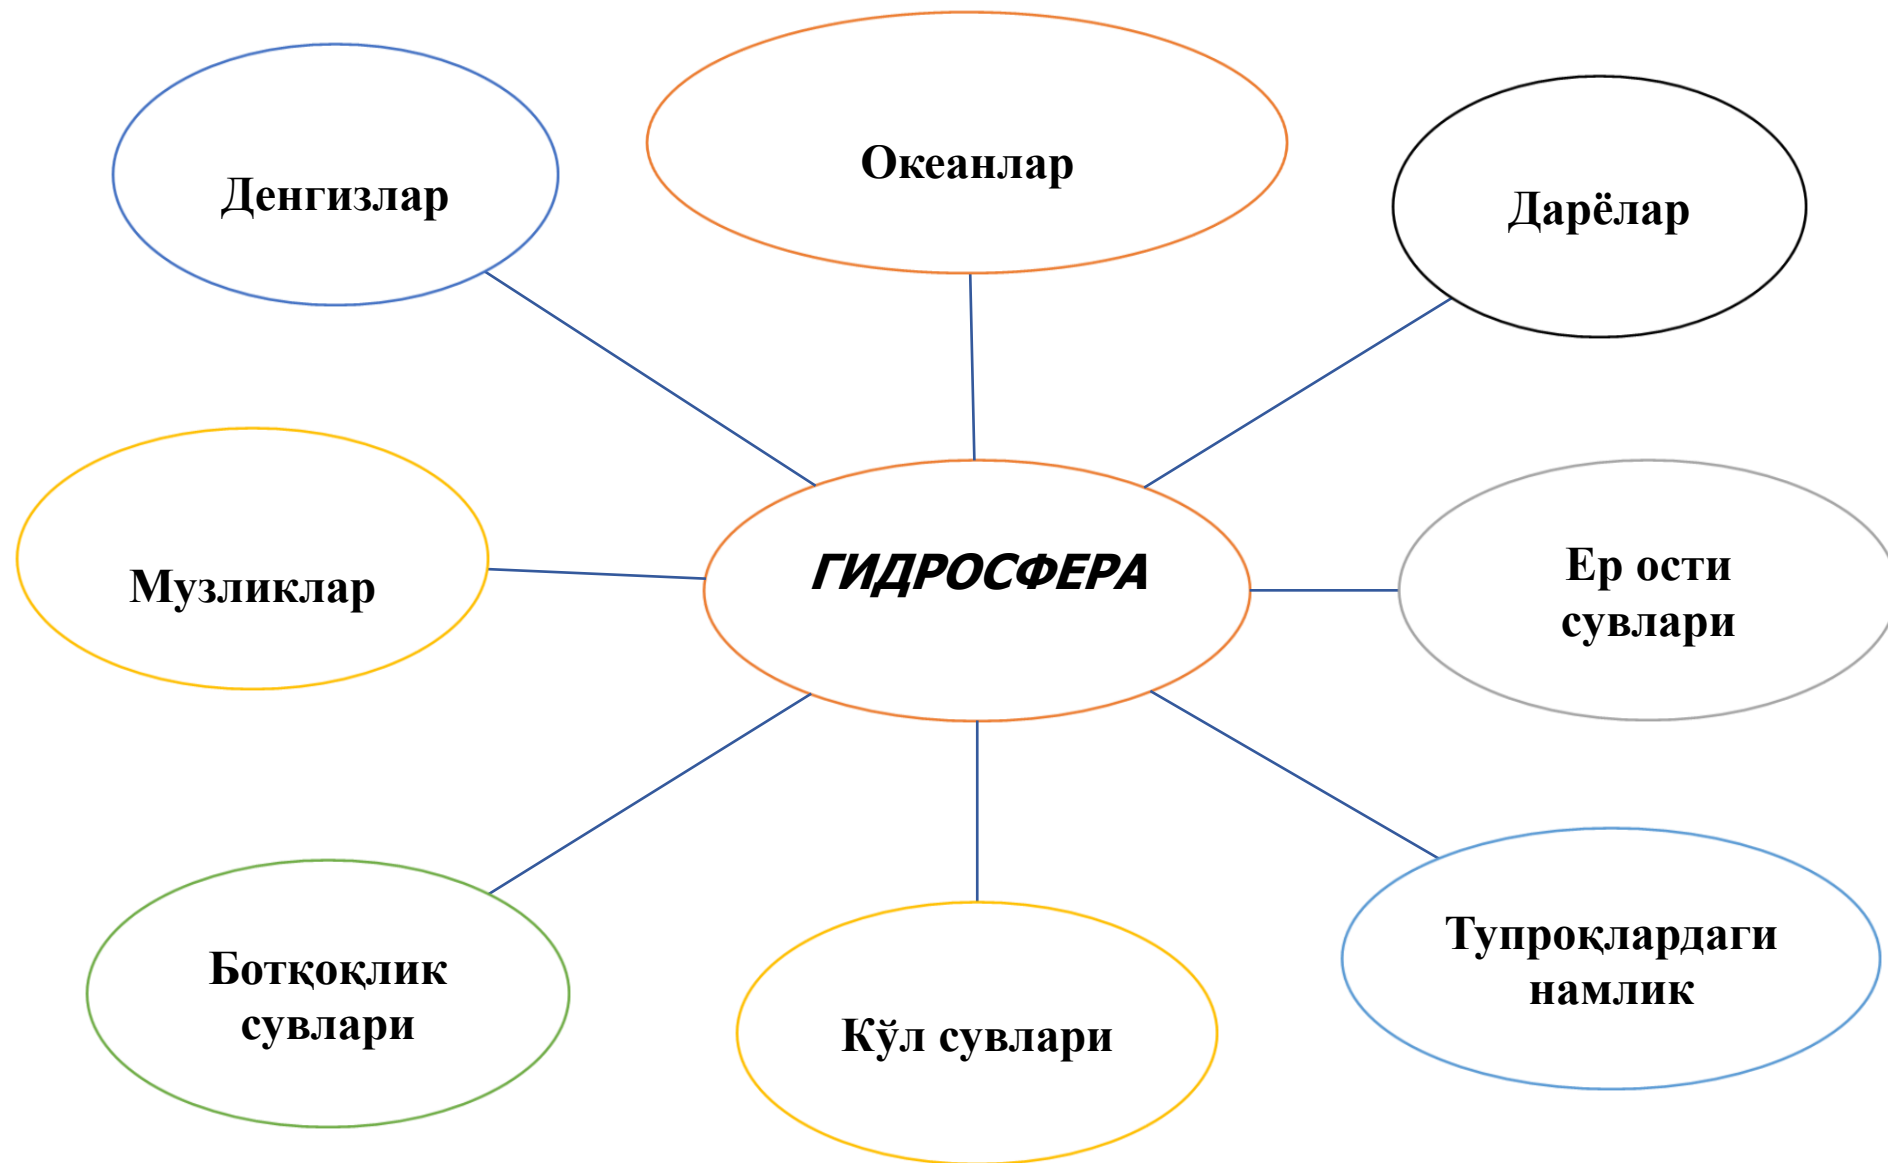 Денгизлар
Океанлар
Дарёлар
Музликлар
ГИДРОСФЕРА
Ер ости
сувлари
Ботқоқлик
сувлари
Кўл сувлари
Тупроқлардаги
намлик